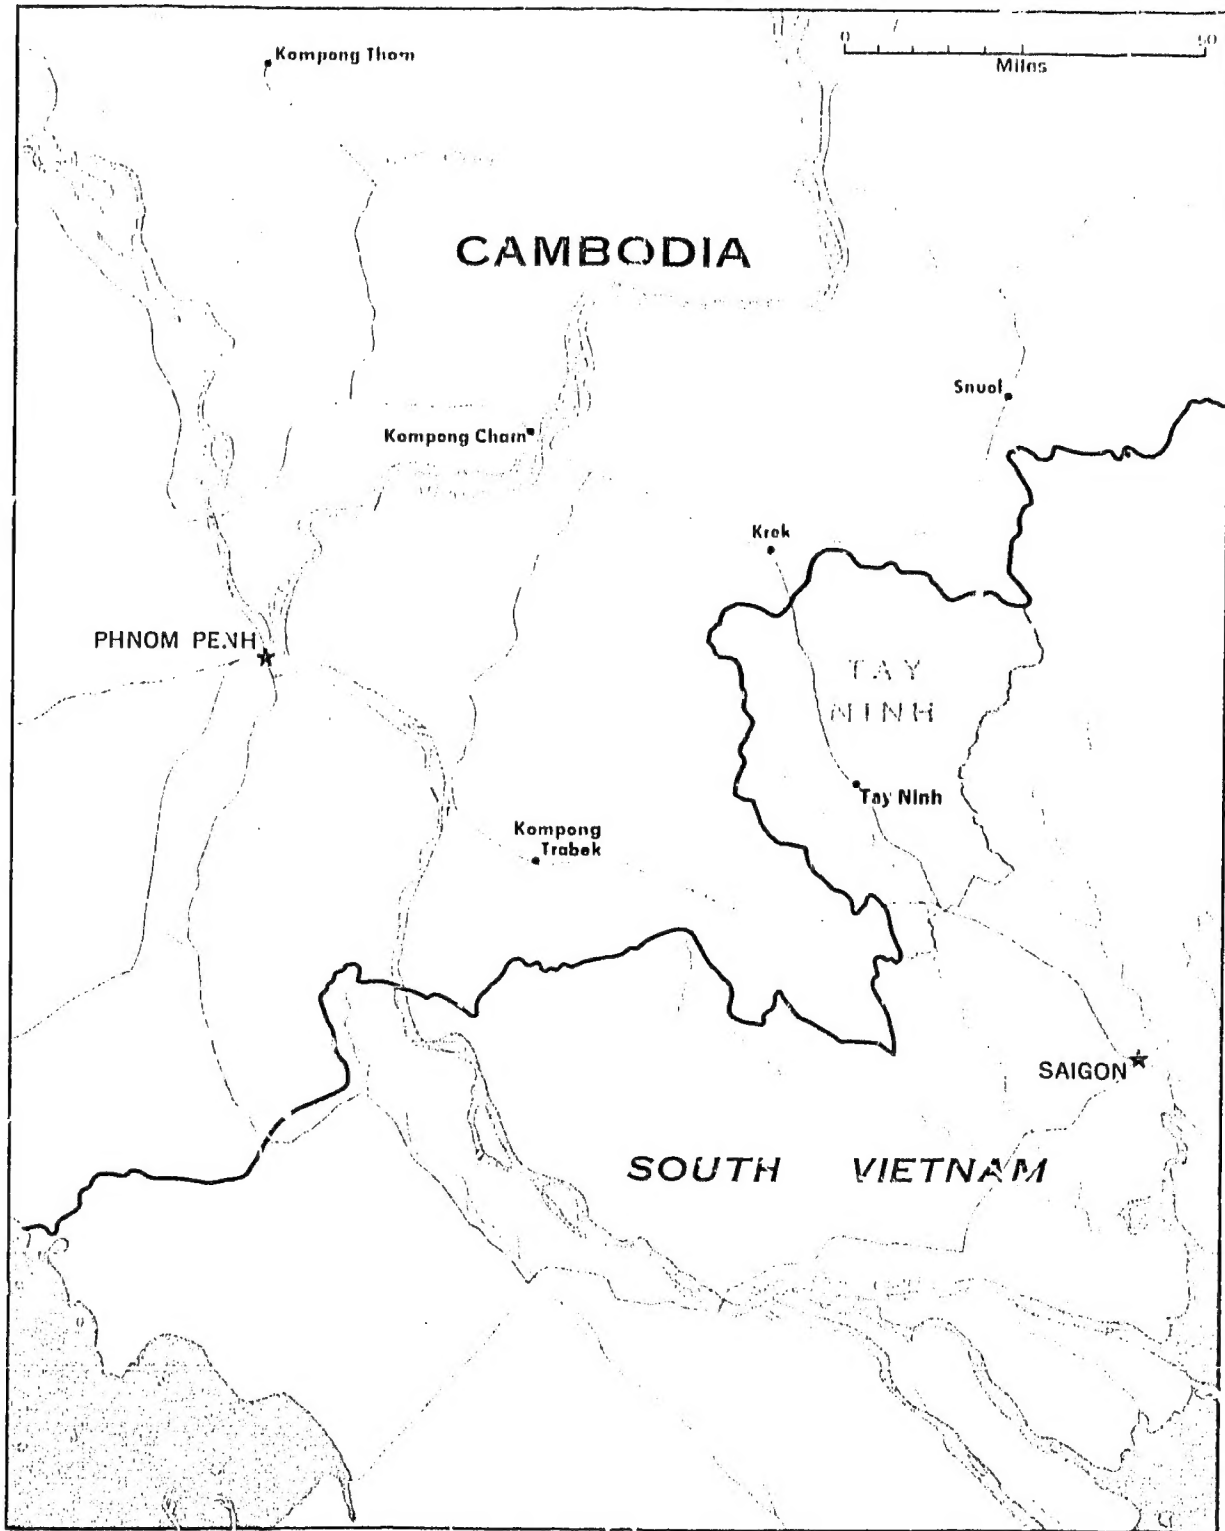 Kompong Thom
0 50
Miles
CAMBODIA
Snuol
Kompong Cham
Krek
PHNOM PENH
TAY
NINH
Tay Ninh
Kompong
Trabek
SAIGON
SOUTH VIETNAM